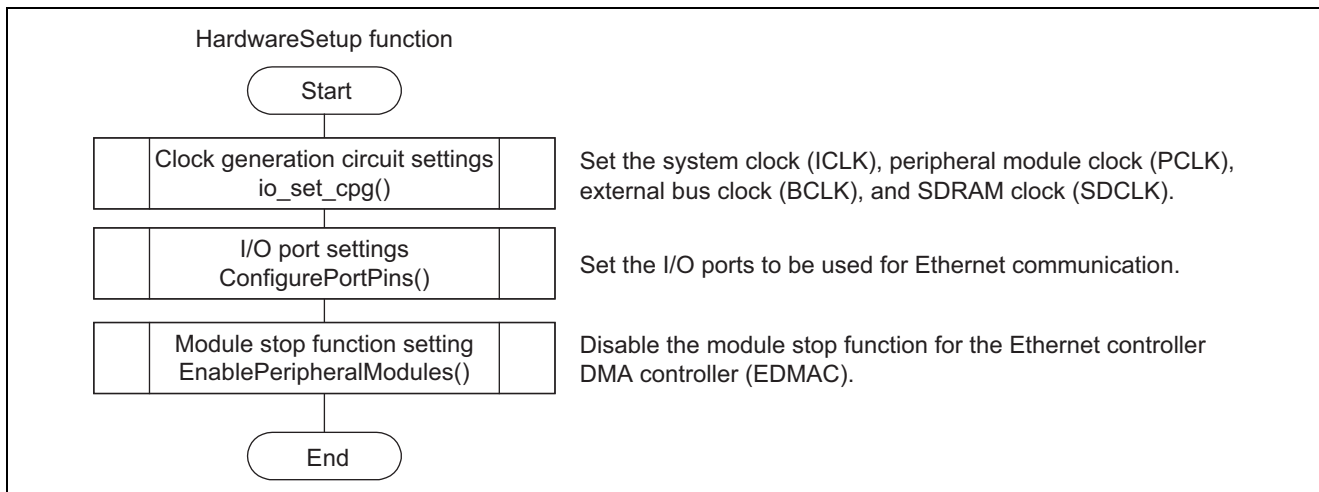 HardwareSetup function
Start
Clock generation circuit settings
io_set_cpg()
Set the system clock (ICLK), peripheral module clock (PCLK),
external bus clock (BCLK), and SDRAM clock (SDCLK).
I/O port settings
ConfigurePortPins()
Set the I/O ports to be used for Ethernet communication.
Module stop function setting
EnablePeripheralModules()
Disable the module stop function for the Ethernet controller
DMA controller (EDMAC).
End